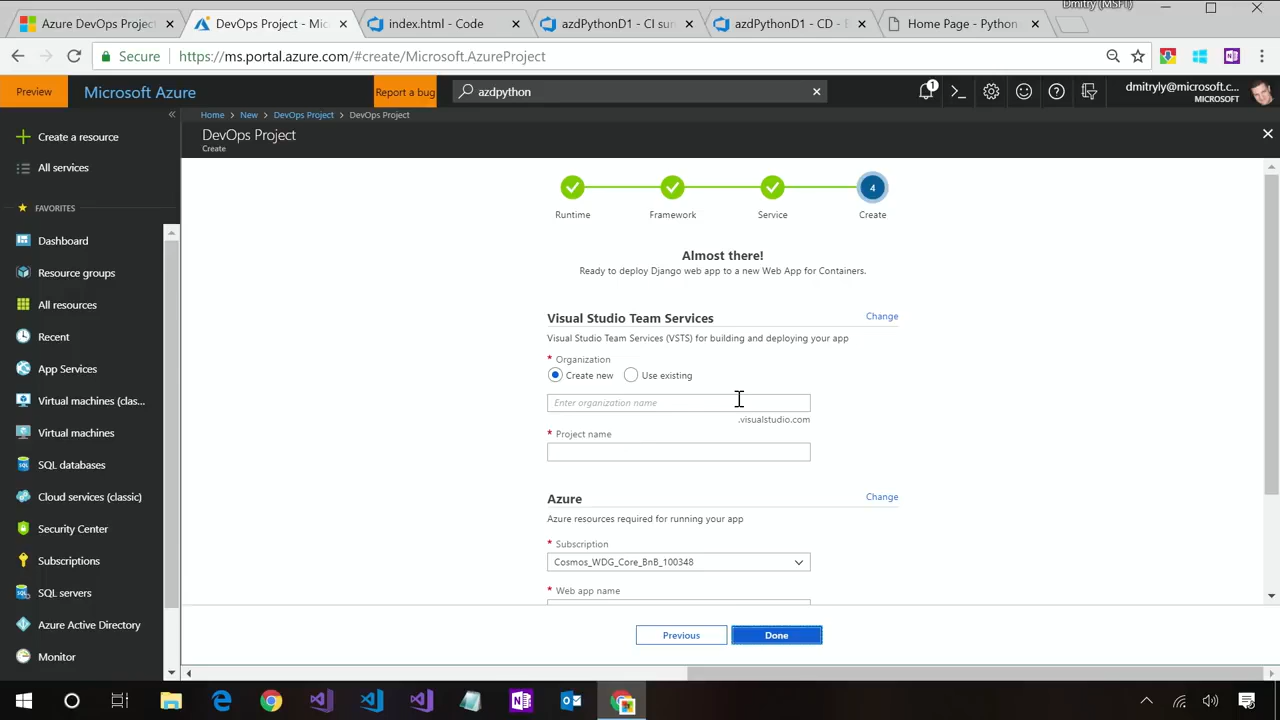 Dmitry (MSFT)
Azure DevOps Project
DevOps Project - Mic
index.html - Code
azdPythonD1 - CI sum
azdPythonD1 - CD -
Home Page - Python
Secure
https://ms.portal.azure.com/#create/Microsoft.AzureProject
Preview
Microsoft Azure
Report a bug
azdpython
1
dmitryly@microsoft.c...
MICROSOFT
Home > New > DevOps Project > DevOps Project
DevOps Project
Create
Create a resource
All services
FAVORITES
Dashboard
Resource groups
All resources
Recent
App Services
Virtual machines (clas...
Virtual machines
SQL databases
Cloud services (classic)
Security Center
Subscriptions
SQL servers
Azure Active Directory
Monitor
4
Runtime
Framework
Service
Create
Almost there!
Ready to deploy Django web app to a new Web App for Containers.
Visual Studio Team Services
Change
Visual Studio Team Services (VSTS) for building and deploying your app
* Organization
Create new
Use existing
Enter organization name
.visualstudio.com
* Project name
Azure
Change
Azure resources required for running your app
* Subscription
Cosmos_WDG_Core_BnB_100348
* Web app name
Previous
Done